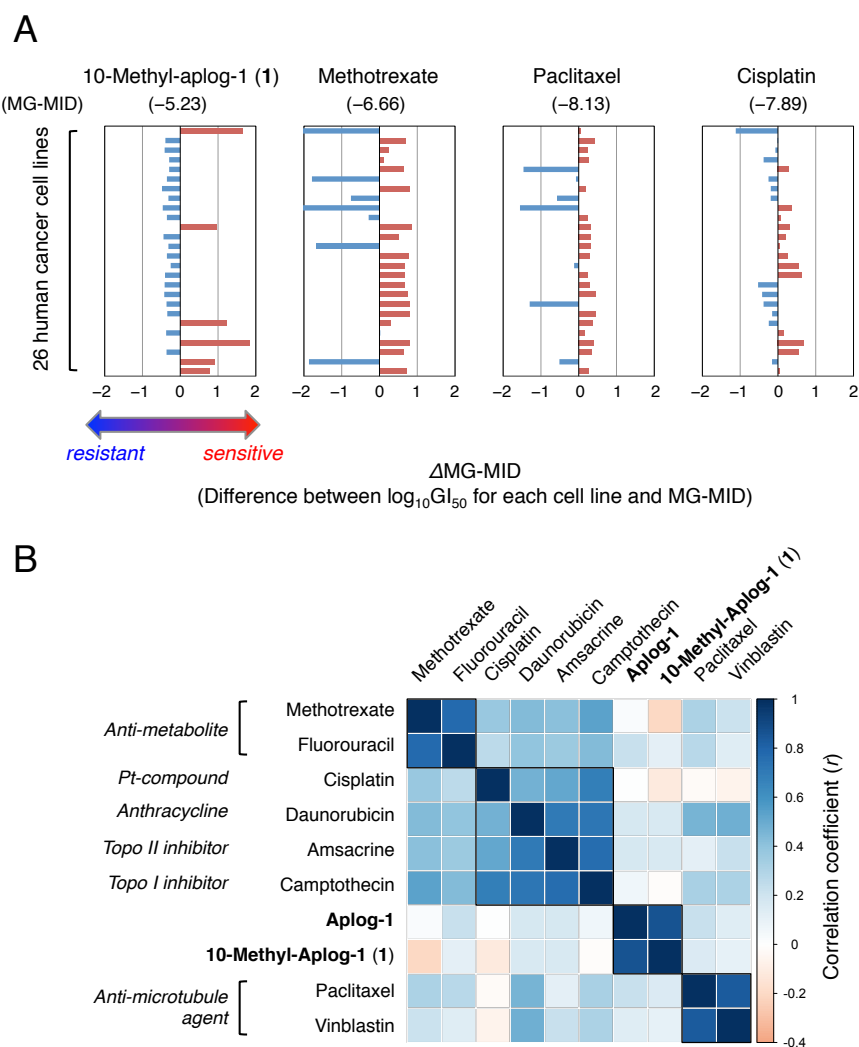 A
10-Methyl-aplog-1 (1) Methotrexate Paclitaxel Cisplatin
(MG-MID) (−5.23) (−6.66) (−8.13) (−7.89)
26 human cancer cell lines
−2 −1 0 1 2 −2 −1 0 1 2 −2 −1 0 1 2 −2 −1 0 1 2
resistant sensitive
ΔMG-MID
(Difference between log10GI50 for each cell line and MG-MID)
B
Methotrexate
Fluorouracil
Cisplatin
Daunorubicin
Amsacrine
Camptothecin
Aplog-1
10-Methyl-Aplog-1 (1)
Paclitaxel
Vinblastin
Anti-metabolite
Methotrexate
Fluorouracil
Pt-compound Cisplatin
Anthracycline Daunorubicin
Topo II inhibitor Amsacrine
Topo I inhibitor Camptothecin
Aplog-1
10-Methyl-Aplog-1 (1)
Anti-microtubule
agent
Paclitaxel
Vinblastin
1
0.8
0.6
0.4
0.2
0
-0.2
-0.4
Correlation coefficient (r)